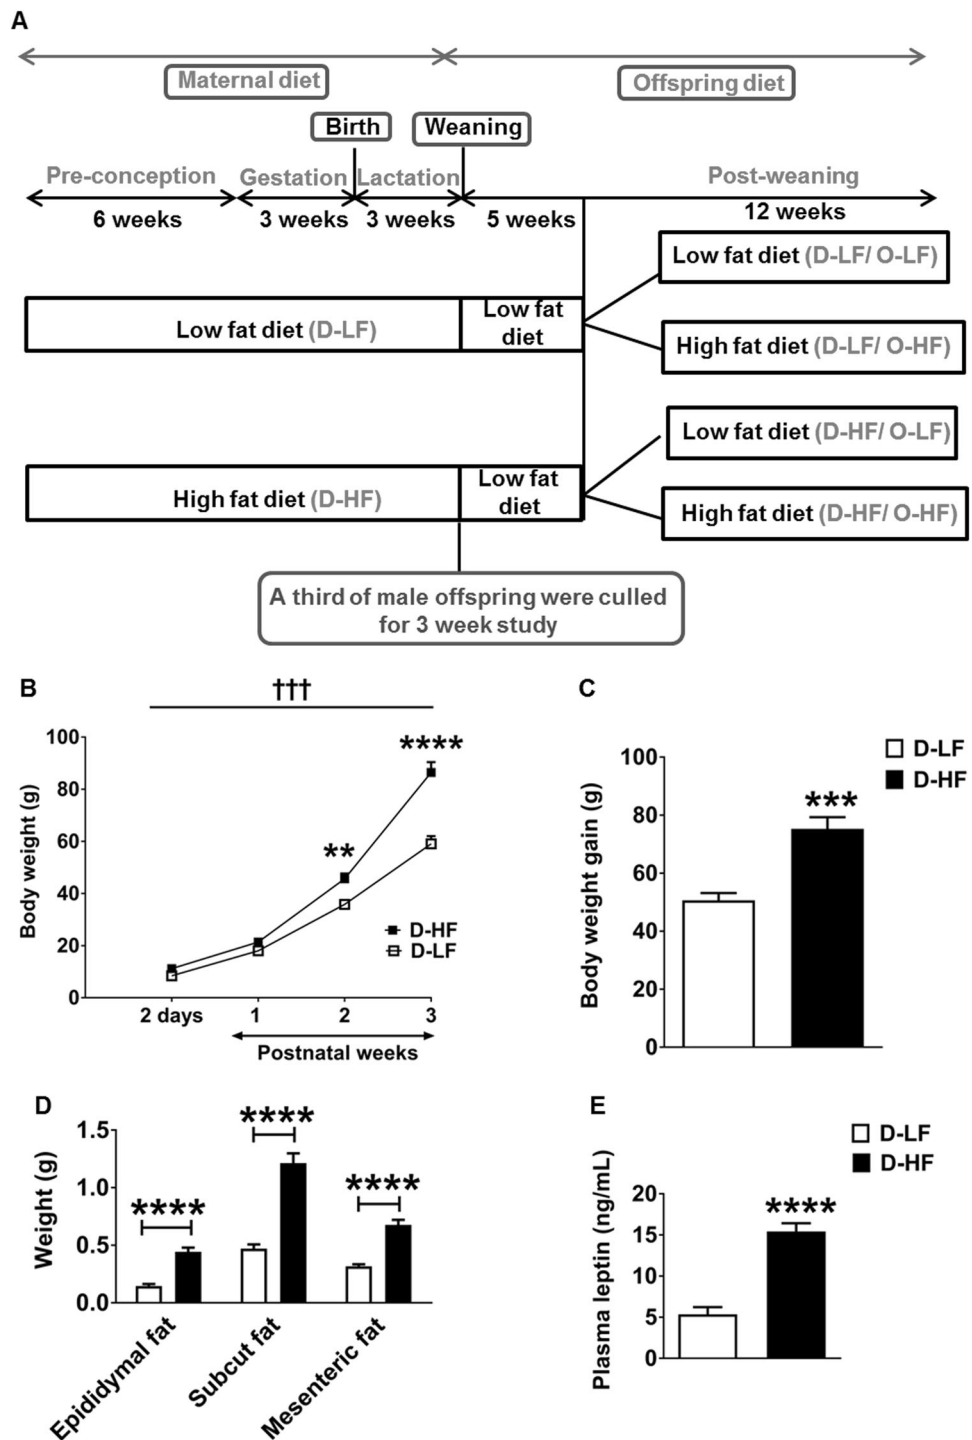 A
Maternal diet
Offspring diet
Birth
Weaning
Pre-conception
Gestation
Lactation
Post-weaning
6 weeks
3 weeks
3 weeks
5 weeks
12 weeks
Low fat diet (D-LF/ O-LF)
Low fat diet (D-LF)
Low fat
diet
High fat diet (D-LF/ O-HF)
Low fat diet (D-HF/ O-LF)
High fat diet (D-HF)
Low fat
diet
High fat diet (D-HF/ O-HF)
A third of male offspring were culled
for 3 week study
B
†††
****
**
Body weight (g)
100
80
60
40
20
0
D-HF
D-LF
2 days
1
2
3
Postnatal weeks
C
D-LF
D-HF
***
Body weight gain (g)
100
80
60
40
20
0
D
****
****
****
Weight (g)
1.5
1.0
0.5
0.0
Epididymal fat
Subcut fat
Mesenteric fat
E
D-LF
D-HF
****
Plasma leptin (ng/mL)
20
15
10
5
0